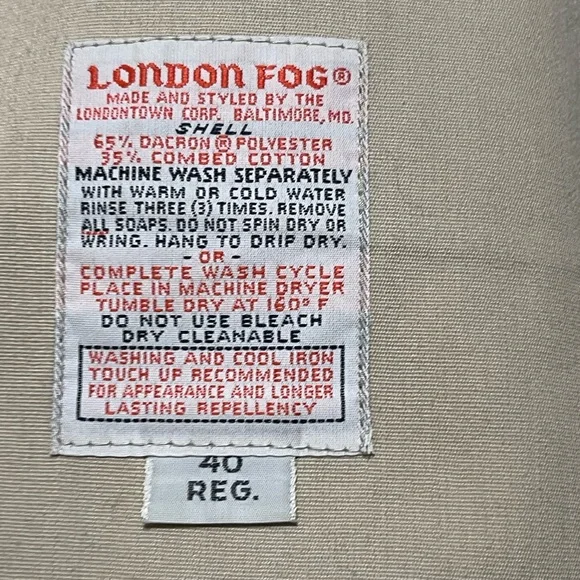 LONDON FOG®
MADE AND STYLED BY THE
LONDONTOWN CORP. BALTIMORE, MD.
SHELL
65% DACRON ® POLYESTER
35% COMBED COTTON
MACHINE WASH SEPARATELY
WITH WARM OR COLD WATER
RINSE THREE (3) TIMES. REMOVE
ALL SOAPS. DO NOT SPIN DRY OR
WRING. HANG TO DRIP DRY.
- OR -
COMPLETE WASH CYCLE
PLACE IN MACHINE DRYER
TUMBLE DRY AT 160° F
DO NOT USE BLEACH
DRY CLEANABLE
WASHING AND COOL IRON
TOUCH UP RECOMMENDED
FOR APPEARANCE AND LONGER
LASTING REPELLENCY
40
REG.